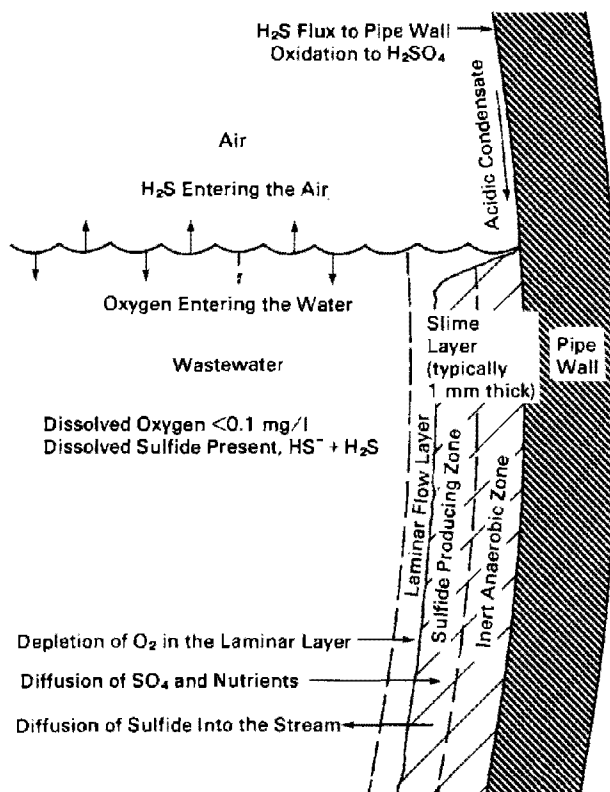 H₂S Flux to Pipe Wall
Oxidation to H₂SO₄
Acidic Condensate
Air
H₂S Entering the Air
Oxygen Entering the Water
Slime
Layer
(typically
1 mm thick)
Pipe
Wall
Wastewater
Dissolved Oxygen <0.1 mg/l
Dissolved Sulfide Present, HS⁻ + H₂S
Laminar Flow Layer
Sulfide Producing Zone
Inert Anaerobic Zone
Depletion of O₂ in the Laminar Layer
Diffusion of SO₄ and Nutrients
Diffusion of Sulfide Into the Stream